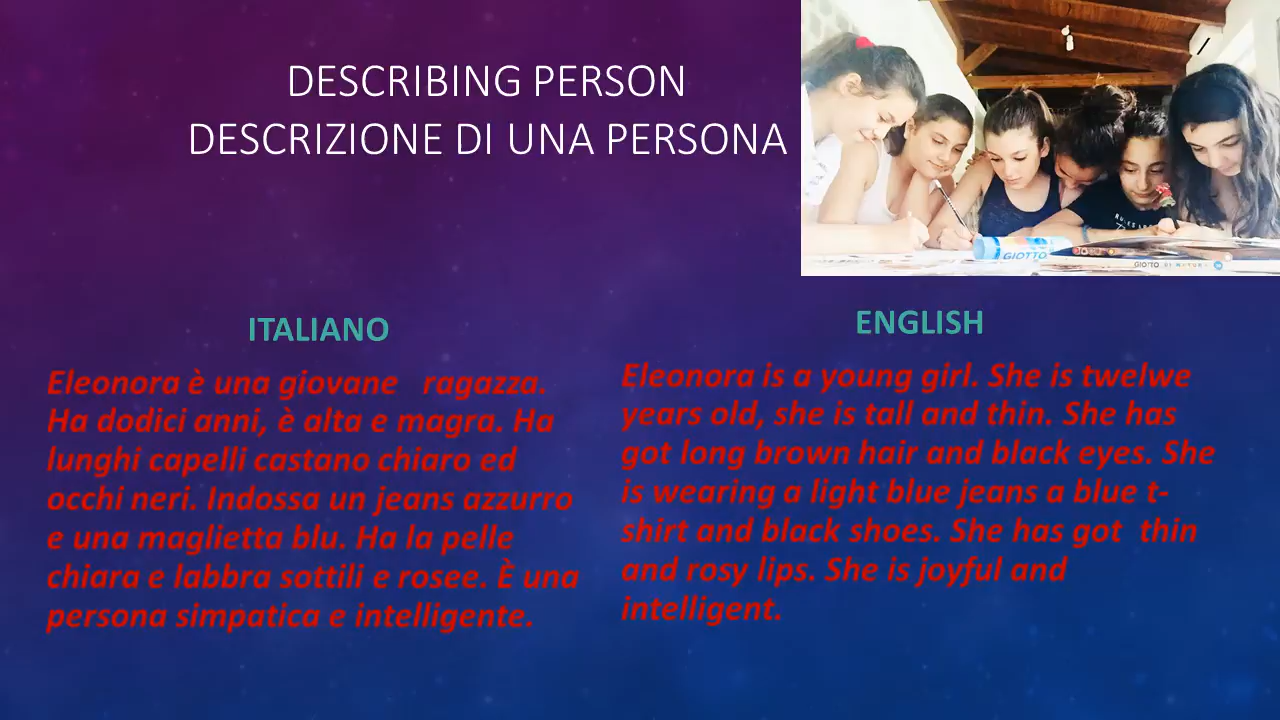 DESCRIBING PERSON
DESCRIZIONE DI UNA PERSONA
GIOTTO
GIOTTO
ITALIANO
Eleonora è una giovane ragazza.
Ha dodici anni, è alta e magra. Ha
lunghi capelli castano chiaro ed
occhi neri. Indossa un jeans azzurro
e una maglietta blu. Ha la pelle
chiara e labbra sottili e rosee. È una
persona simpatica e intelligente.
ENGLISH
Eleonora is a young girl. She is twelwe
years old, she is tall and thin. She has
got long brown hair and black eyes. She
is wearing a light blue jeans a blue t-
shirt and black shoes. She has got thin
and rosy lips. She is joyful and
intelligent.